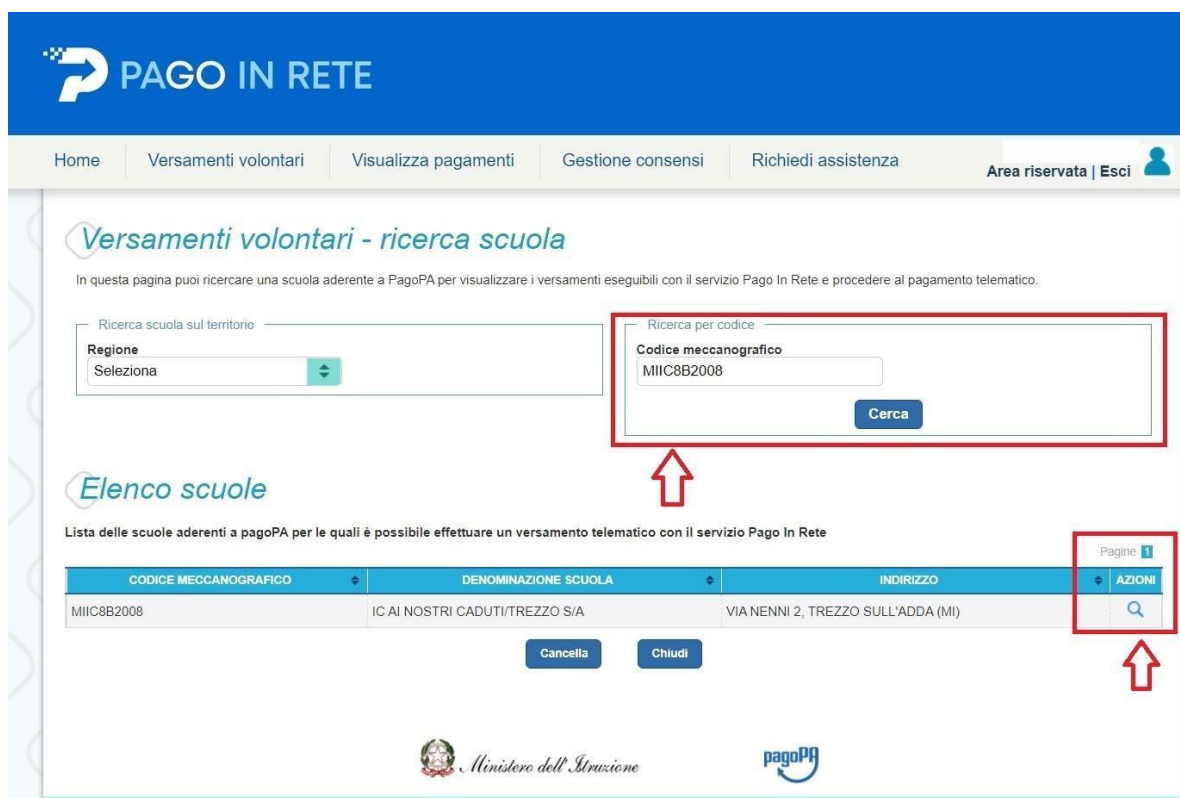 PAGO IN RETE
Home Versamenti volontari Visualizza pagamenti Gestione consensi Richiedi assistenza Area riservata | Esci
Versamenti volontari - ricerca scuola
In questa pagina puoi ricercare una scuola aderente a PagoPA per visualizzare i versamenti eseguibili con il servizio Pago In Rete e procedere al pagamento telematico.
Ricerca scuola sul territorio
Regione
Seleziona
Ricerca per codice
Codice meccanografico
MIIC8B2008
Cerca
Elenco scuole
Lista delle scuole aderenti a pagoPA per le quali è possibile effettuare un versamento telematico con il servizio Pago In Rete
Pagine 1
CODICE MECCANOGRAFICO DENOMINAZIONE SCUOLA INDIRIZZO AZIONI
MIIC8B2008 IC AI NOSTRI CADUTI/TREZZO S/A VIA NENNI 2, TREZZO SULL'ADDA (MI)
Cancella Chiudi
Ministero dell'Istruzione pagoPA